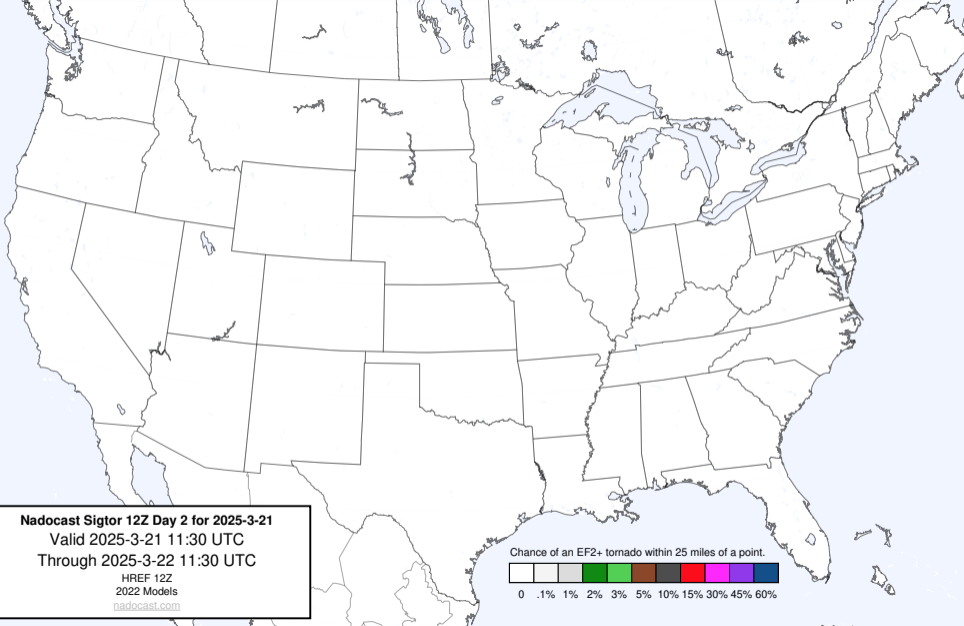 Nadocast Sigtor 12Z Day 2 for 2025-3-21
Valid 2025-3-21 11:30 UTC
Through 2025-3-22 11:30 UTC
HREF 12Z
2022 Models
nadocast.com
Chance of an EF2+ tornado within 25 miles of a point.
0 .1% 1% 2% 3% 5% 10% 15% 30% 45% 60%